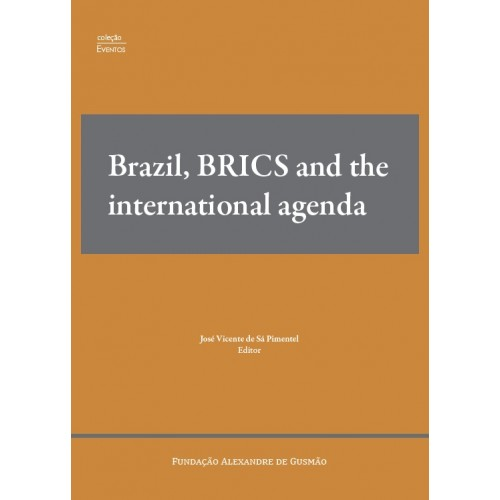 coleção
Eventos
Brazil, BRICS and the
international agenda
José Vicente de Sá Pimentel
Editor
Fundação Alexandre de Gusmão